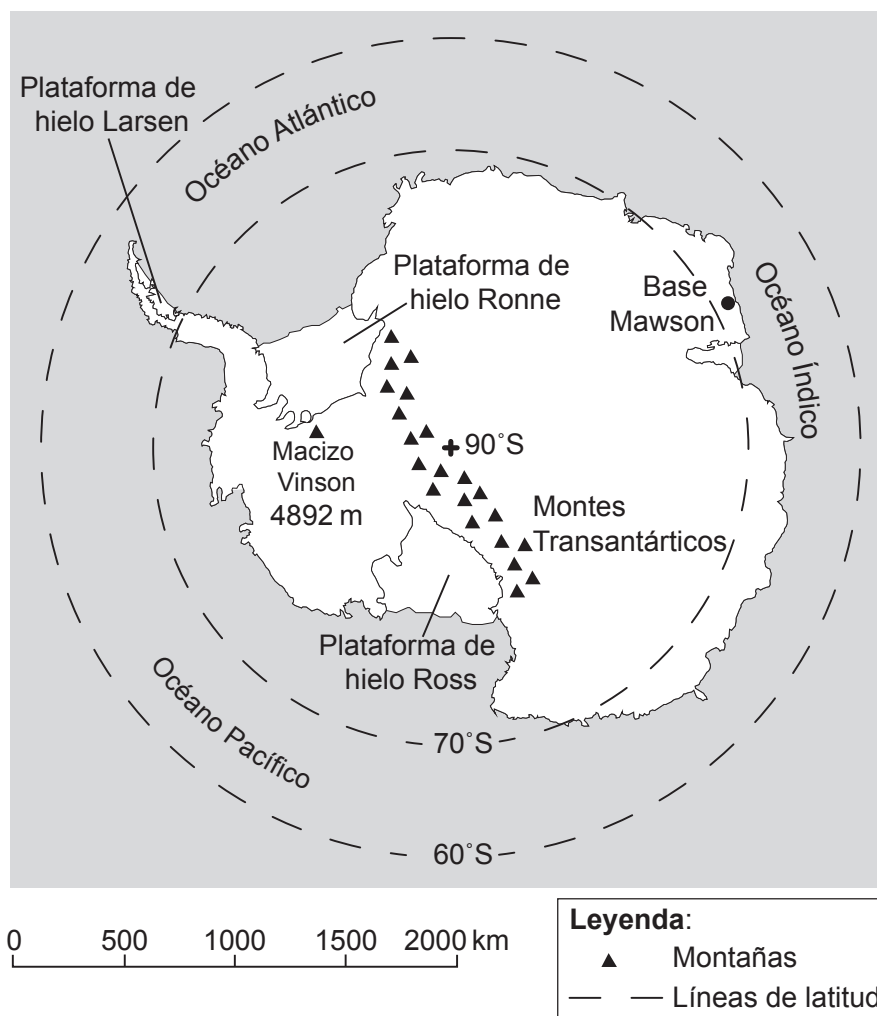 Plataforma de
hielo Larsen
Océano Atlántico
Plataforma de
hielo Ronne
Base
Mawson
Océano Índico
90°S
Macizo
Vinson
4892 m
Montes
Transantárticos
Plataforma de
hielo Ross
Océano Pacífico
70°S
60°S
0 500 1000 1500 2000 km
Leyenda:
Montañas
Líneas de latitud